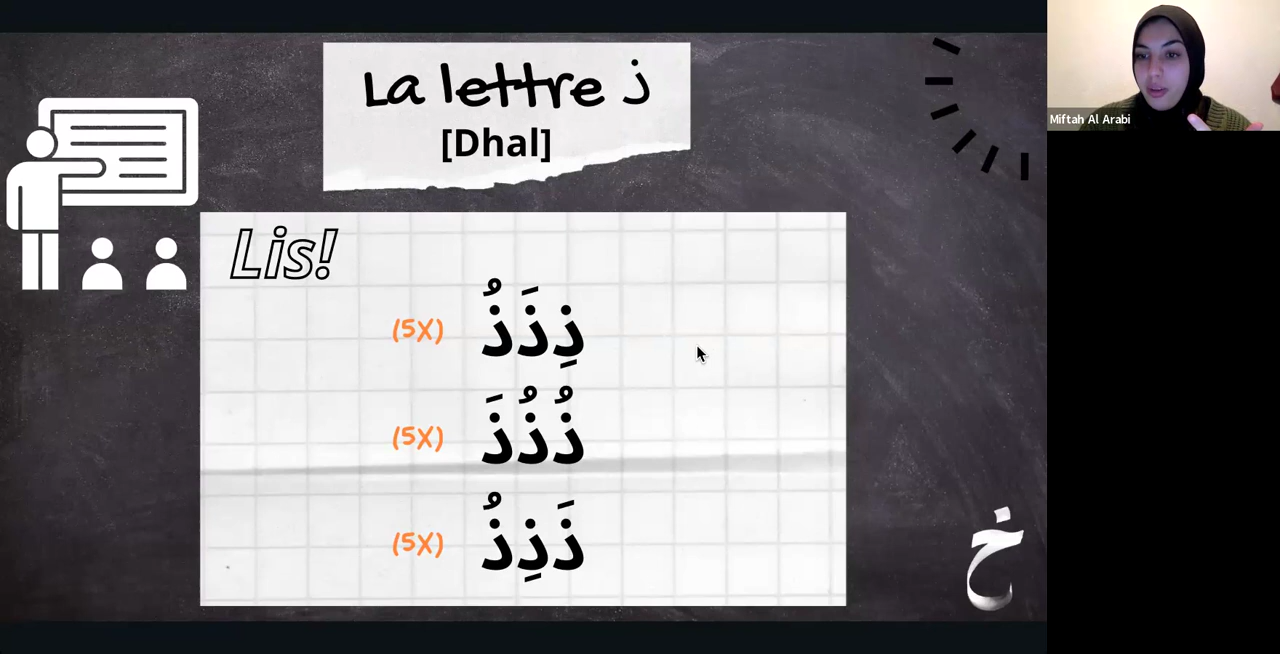 La lettre ذ
[Dhal]
Lis!
(5X) ذِذَذُ
(5X) ذُذُذَ
(5X) ذَذِذُ
خ
Miftah Al Arabi